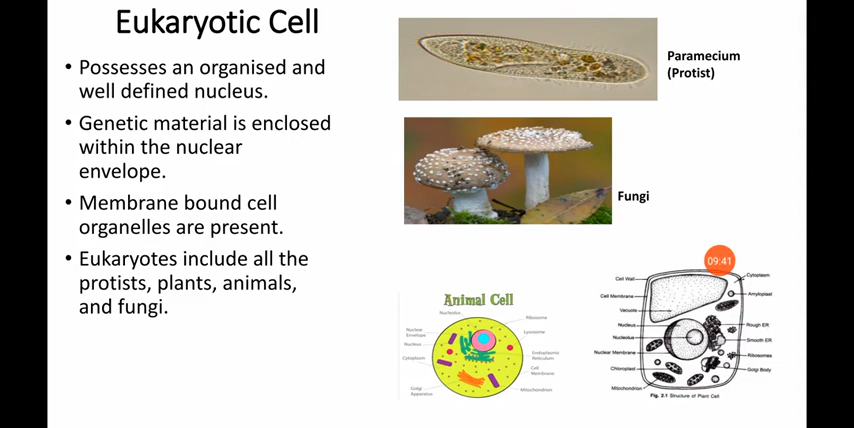 Eukaryotic Cell
• Possesses an organised and
well defined nucleus.
• Genetic material is enclosed
within the nuclear
envelope.
• Membrane bound cell
organelles are present.
• Eukaryotes include all the
protists, plants, animals,
and fungi.
Paramecium
(Protist)
Fungi
09:41
Animal Cell
Nucleolus
Ribosome
Nuclear
Envelope
Lysosome
Nucleus
Cytoplasm
Endoplasmic
Reticulum
Cell
Membrane
Golgi
Apparatus
Mitochondrion
Cell Wall
Cytoplasm
Cell Membrane
Amyloplast
Vacuole
Nucleus
Rough ER
Nucleolus
Smooth ER
Nuclear Membrane
Ribosomes
Chloroplast
Golgi Body
Mitochondrion
Fig. 2.1 Structure of Plant Cell